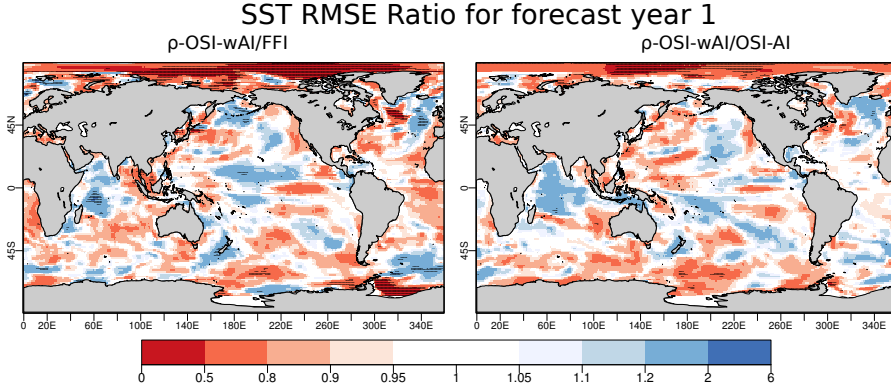 SST RMSE Ratio for forecast year 1
ρ-OSI-wAI/FFI ρ-OSI-wAI/OSI-AI
45N 0 45S
45N 0 45S
0 20E 60E 100E 140E 180E 220E 260E 300E 340E
0 20E 60E 100E 140E 180E 220E 260E 300E 340E
0 0.5 0.8 0.9 0.95 1 1.05 1.1 1.2 2 6